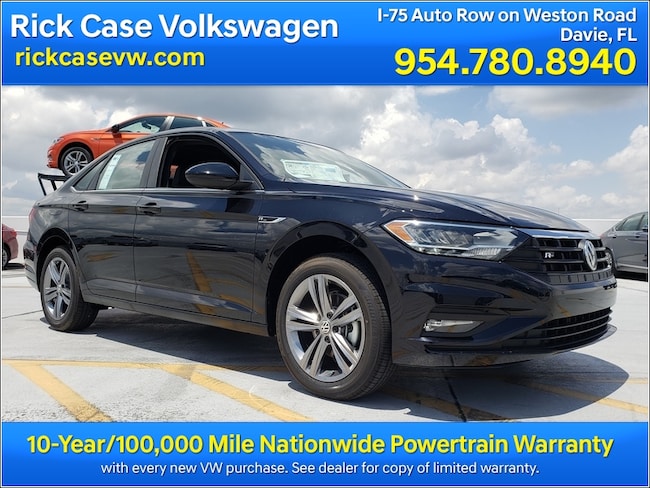 Rick Case Volkswagen
rickcasevw.com
I-75 Auto Row on Weston Road
Davie, FL
954.780.8940
10-Year/100,000 Mile Nationwide Powertrain Warranty
with every new VW purchase. See dealer for copy of limited warranty.